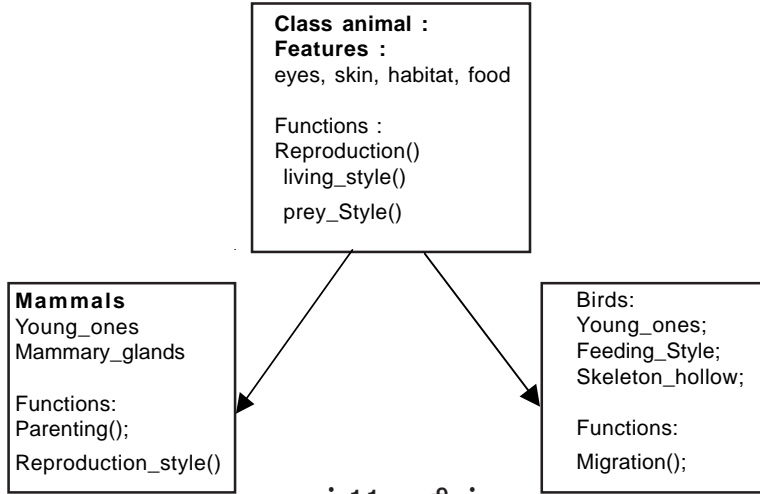 Class animal :
Features :
eyes, skin, habitat, food
Functions :
Reproduction()
living_style()
prey_Style()
Mammals
Young_ones
Mammary_glands
Functions:
Parenting();
Reproduction_style()
Birds:
Young_ones;
Feeding_Style;
Skeleton_hollow;
Functions:
Migration();